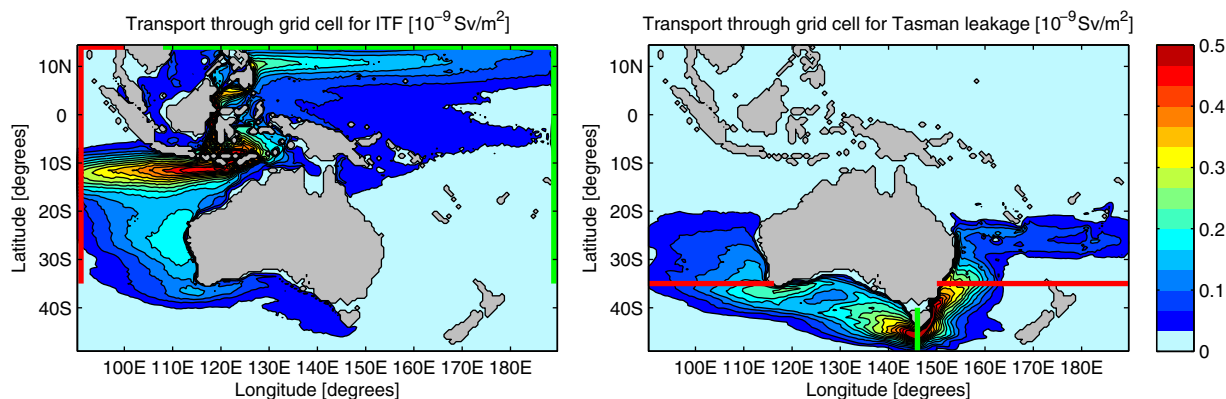 Transport through grid cell for ITF [10⁻⁹ Sv/m²]
10N
0
10S
20S
30S
40S
Latitude [degrees]
100E 110E 120E 130E 140E 150E 160E 170E 180E
Longitude [degrees]
Transport through grid cell for Tasman leakage [10⁻⁹ Sv/m²]
10N
0
10S
20S
30S
40S
Latitude [degrees]
100E 110E 120E 130E 140E 150E 160E 170E 180E
Longitude [degrees]
0.5
0.4
0.3
0.2
0.1
0